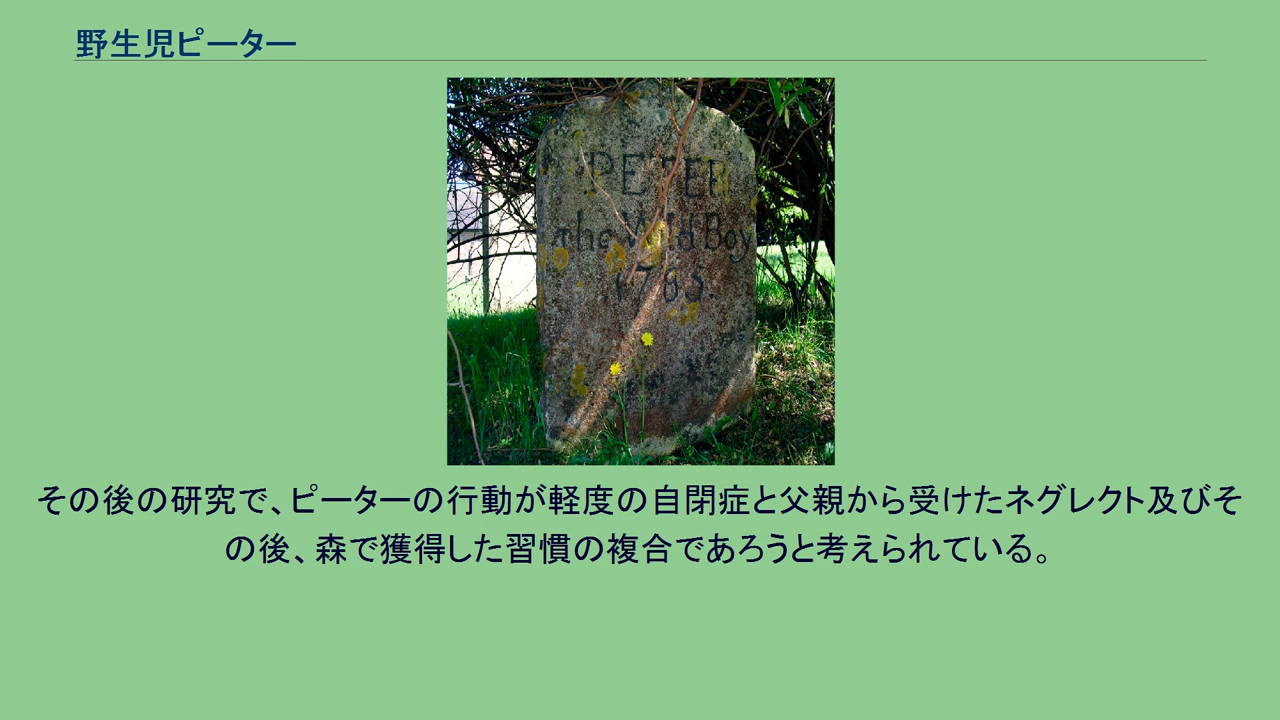 野生児ピーター
PETER
the Wild Boy
1785.
その後の研究で、ピーターの行動が軽度の自閉症と父親から受けたネグレクト及びそ
の後、森で獲得した習慣の複合であろうと考えられている。